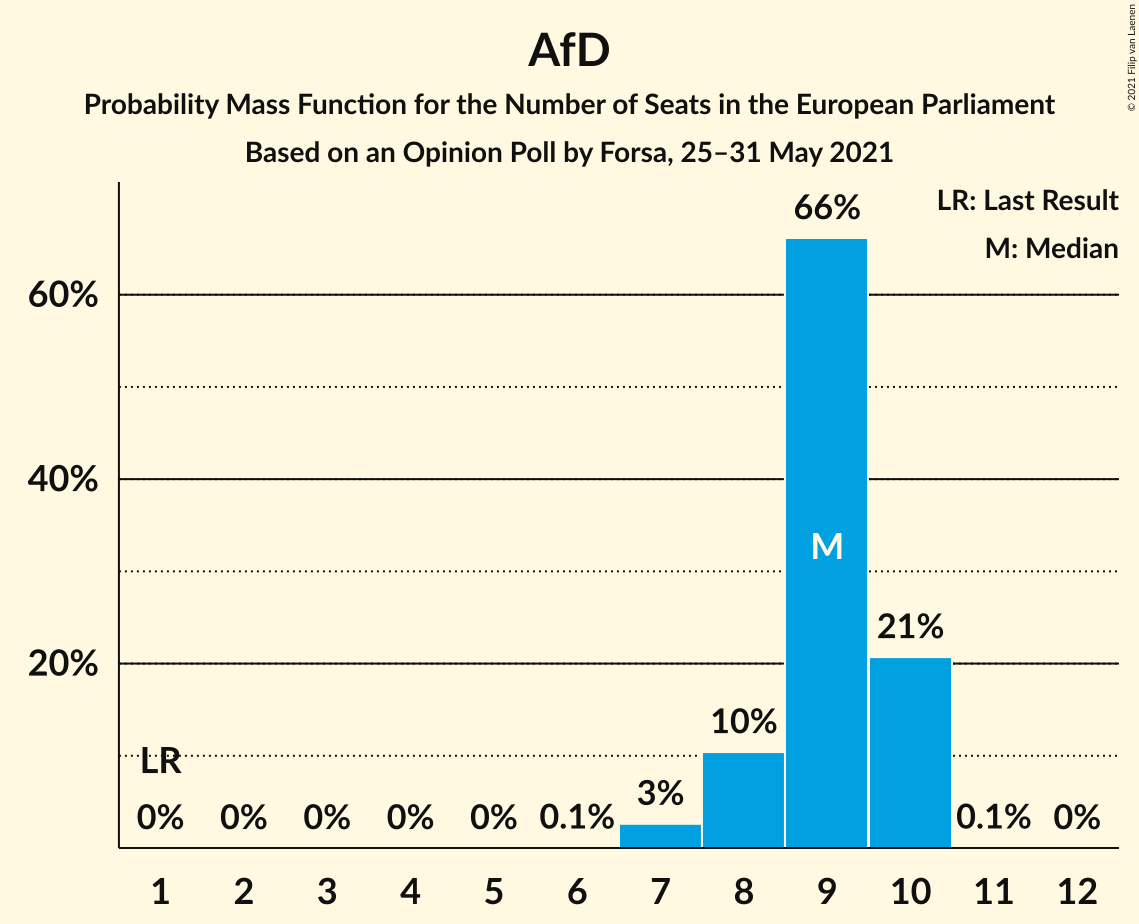 AfD
Probability Mass Function for the Number of Seats in the European Parliament
Based on an Opinion Poll by Forsa, 25–31 May 2021
© 2021 Filip van Laenen
LR: Last Result
M: Median
66%
60%
M
40%
21%
20%
10%
LR
3%
0% 0% 0% 0% 0% 0.1% 0.1% 0%
1 2 3 4 5 6 7 8 9 10 11 12